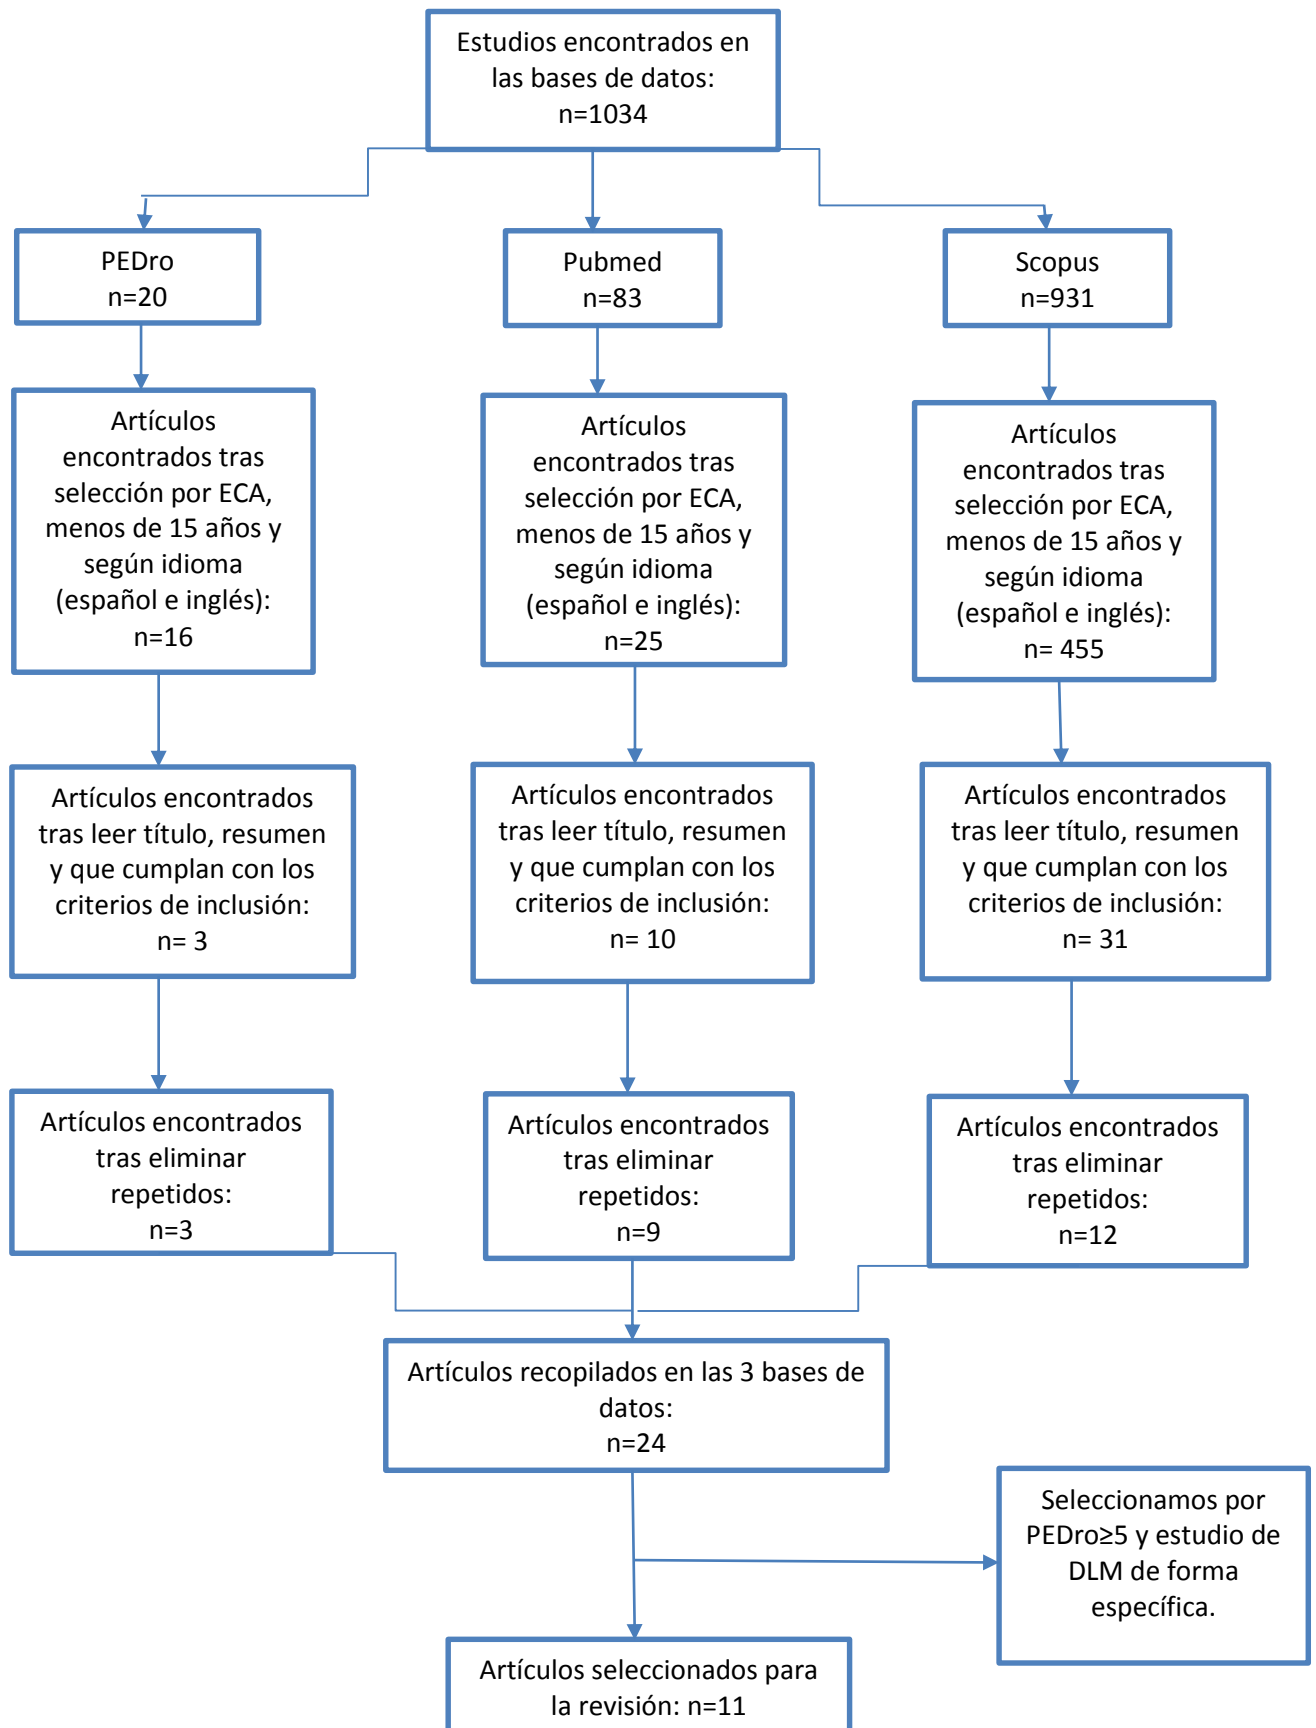 Estudios encontrados en
las bases de datos:
n=1034
PEDro
n=20
Pubmed
n=83
Scopus
n=931
Artículos
encontrados tras
selección por ECA,
menos de 15 años y
según idioma
(español e inglés):
n=16
Artículos
encontrados tras
selección por ECA,
menos de 15 años y
según idioma
(español e inglés):
n=25
Artículos
encontrados tras
selección por ECA,
menos de 15 años y
según idioma
(español e inglés):
n= 455
Artículos encontrados
tras leer título, resumen
y que cumplan con los
criterios de inclusión:
n= 3
Artículos encontrados
tras leer título, resumen
y que cumplan con los
criterios de inclusión:
n= 10
Artículos encontrados
tras leer título, resumen
y que cumplan con los
criterios de inclusión:
n= 31
Artículos encontrados
tras eliminar
repetidos:
n=3
Artículos encontrados
tras eliminar
repetidos:
n=9
Artículos encontrados
tras eliminar
repetidos:
n=12
Artículos recopilados en las 3 bases de
datos:
n=24
Seleccionamos por
PEDro≥5 y estudio de
DLM de forma
específica.
Artículos seleccionados para
la revisión: n=11